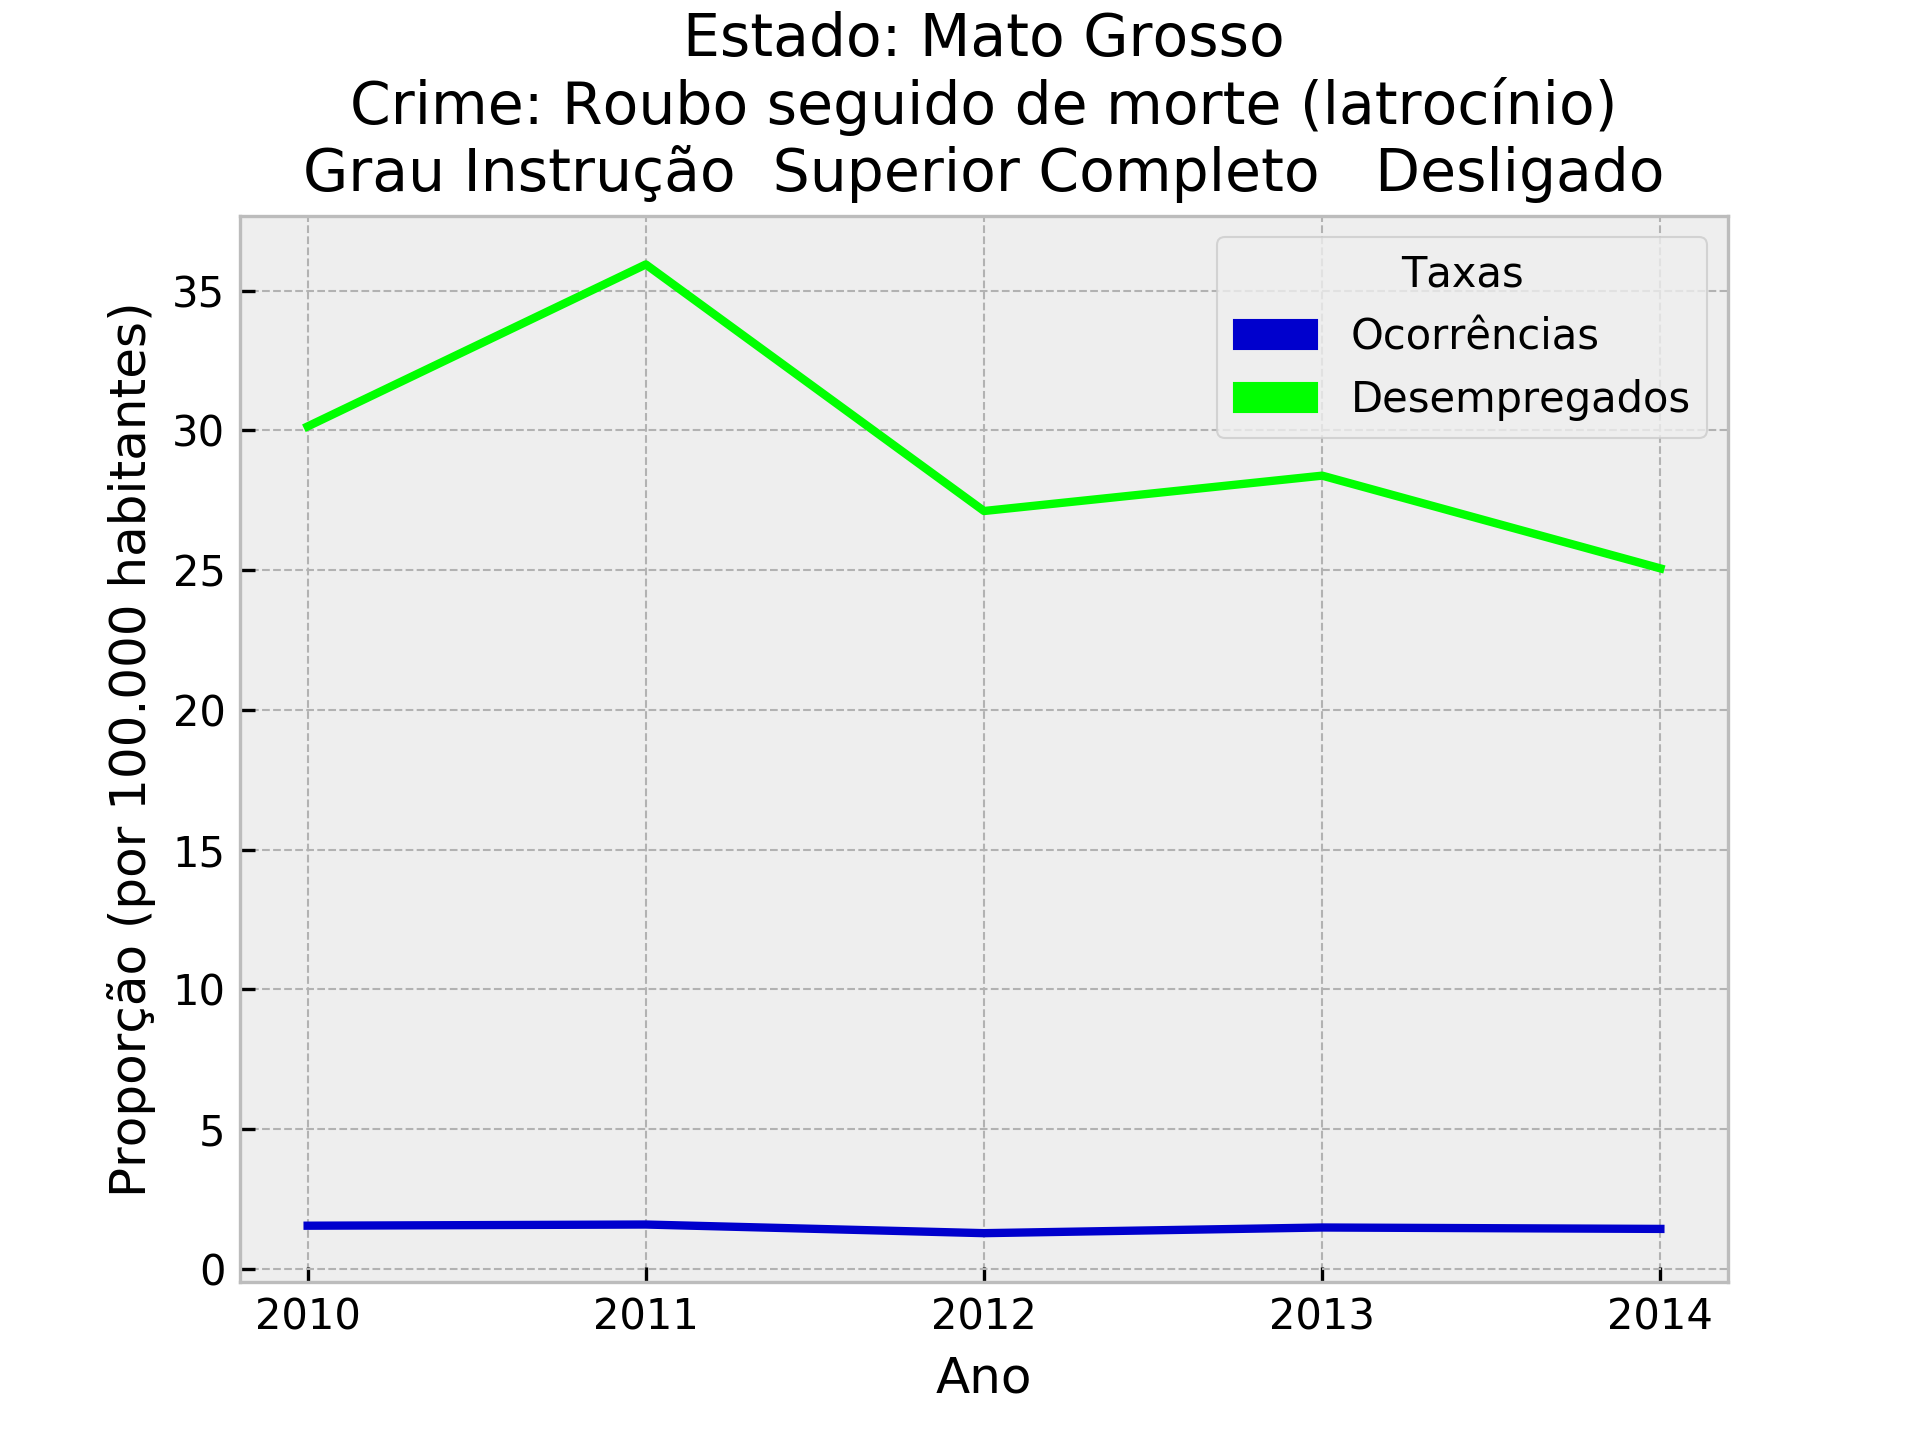 Estado: Mato Grosso
Crime: Roubo seguido de morte (latrocínio)
Grau Instrução  Superior Completo   Desligado
Taxas
Ocorrências
Desempregados
Proporção (por 100.000 habitantes)
35
30
25
20
15
10
5
0
2010 2011 2012 2013 2014
Ano